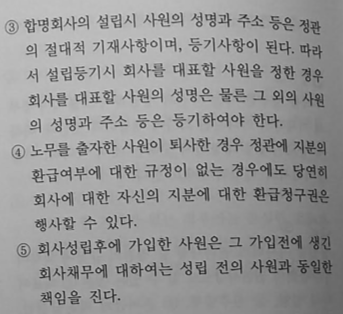 ③ 합명회사의 설립시 사원의 성명과 주소 등은 정관
의 절대적 기재사항이며, 등기사항이 된다. 따라
서 설립등기시 회사를 대표할 사원을 정한 경우
회사를 대표할 사원의 성명은 물론 그 외의 사원
의 성명과 주소 등은 등기하여야 한다.
④ 노무를 출자한 사원이 퇴사한 경우 정관에 지분의
환급여부에 대한 규정이 없는 경우에도 당연히
회사에 대한 자신의 지분에 대한 환급청구권은
행사할 수 있다.
⑤ 회사성립후에 가입한 사원은 그 가입전에 생긴
회사채무에 대하여는 성립 전의 사원과 동일한
책임을 진다.